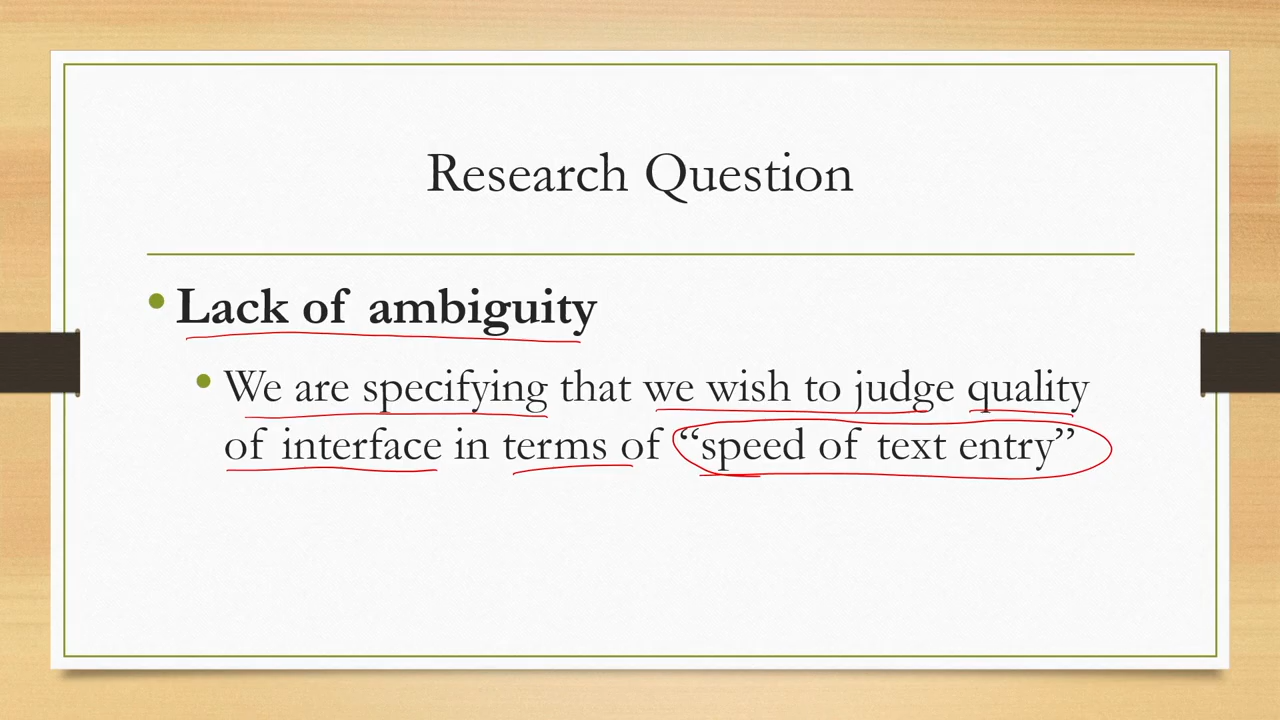 Research Question
Lack of ambiguity
We are specifying that we wish to judge quality
of interface in terms of “speed of text entry”